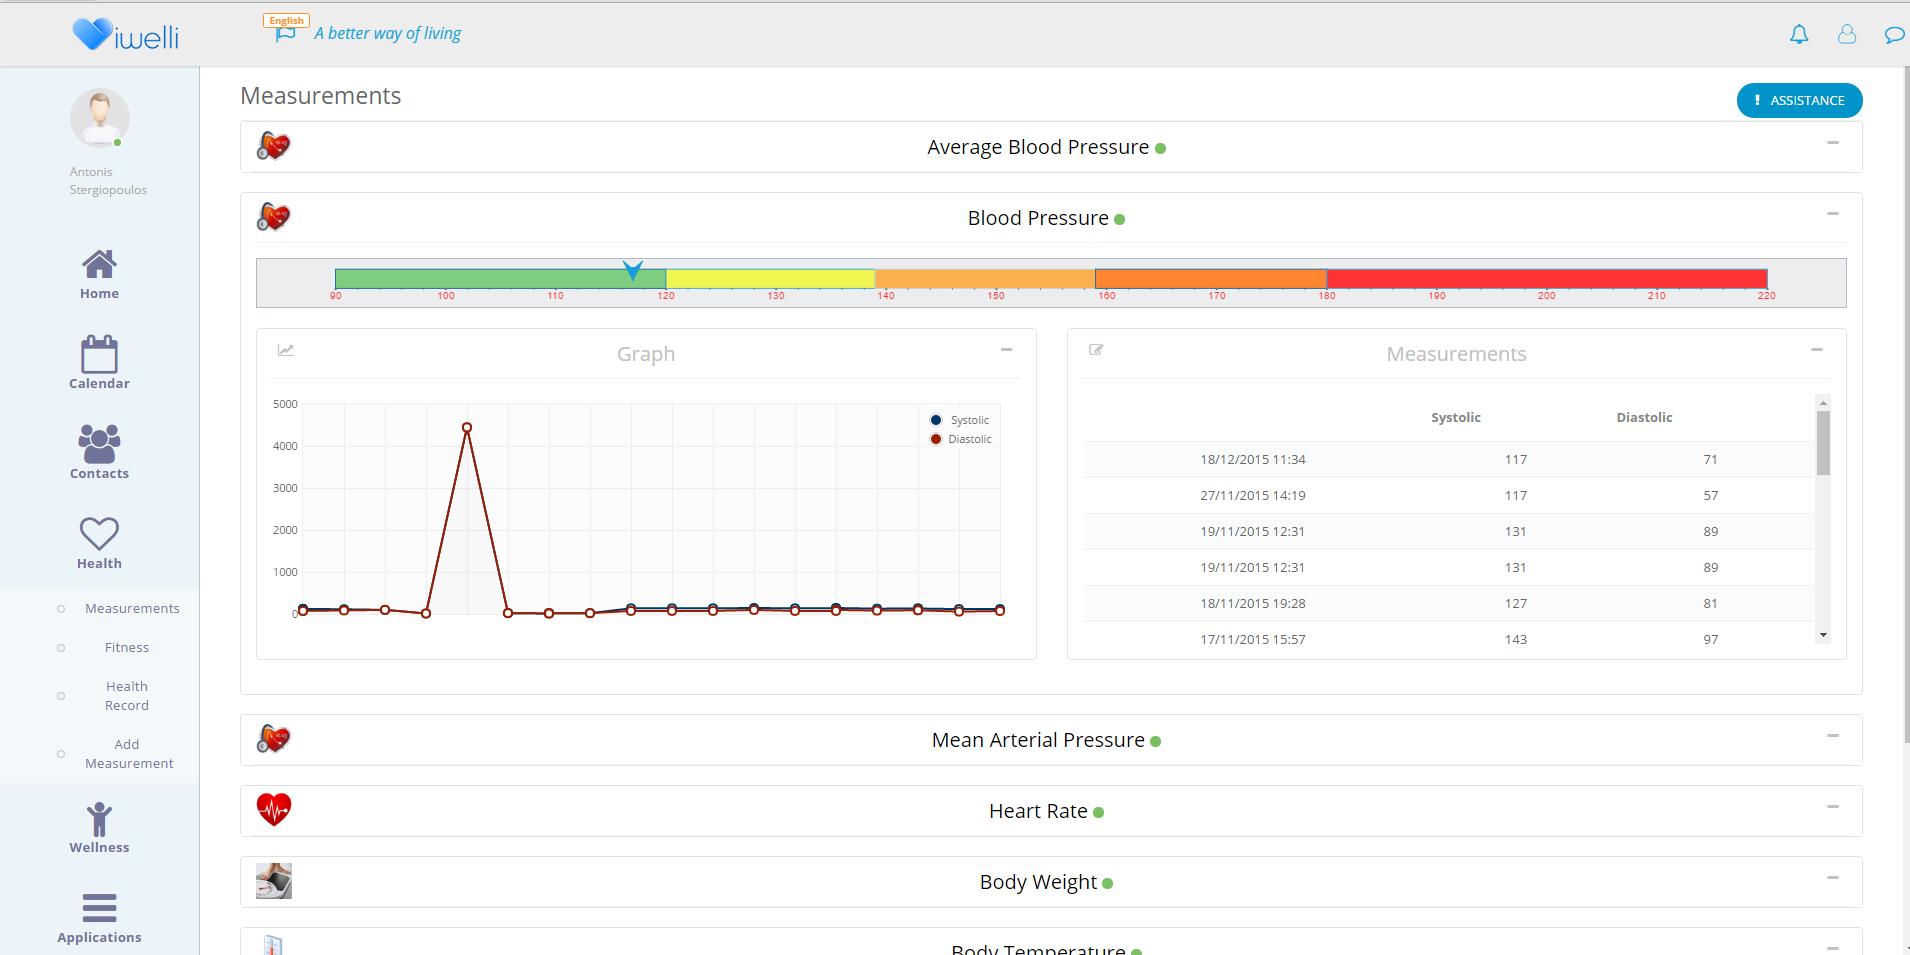 iwelli
English
A better way of living
Antonis
Stergiopoulos
Home
Calendar
Contacts
Health
Measurements
Fitness
Health
Record
Add
Measurement
Wellness
Applications
Measurements
! ASSISTANCE
Average Blood Pressure
Blood Pressure
90 100 110 120 130 140 150 160 170 180 190 200 210 220
Graph
5000
4000
3000
2000
1000
0
Systolic
Diastolic
Measurements
Systolic Diastolic
18/12/2015 11:34 117 71
27/11/2015 14:19 117 57
19/11/2015 12:31 131 89
19/11/2015 12:31 131 89
18/11/2015 19:28 127 81
17/11/2015 15:57 143 97
Mean Arterial Pressure
Heart Rate
Body Weight
Body Temperature